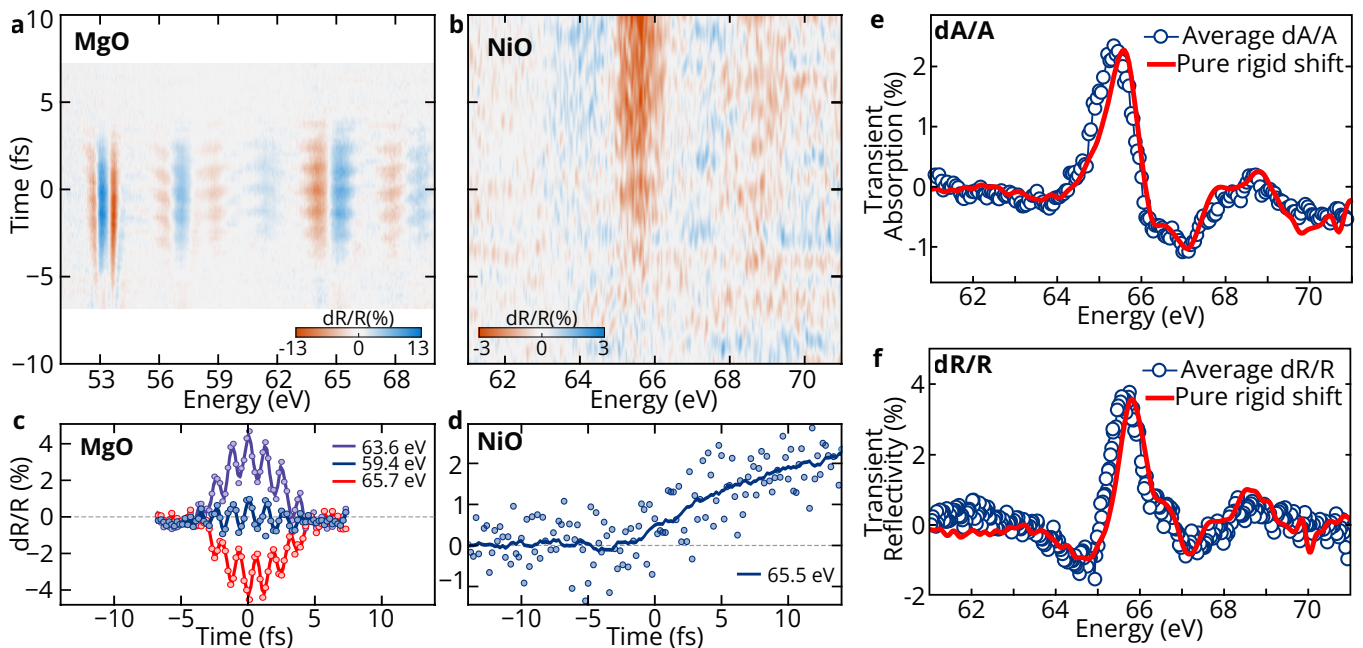 a
MgO
10
5
0
−5
−10
Time (fs)
dR/R(%)
-13
0
13
53
56
59
62
65
68
Energy (eV)
b
NiO
dR/R(%)
-3
0
3
62
64
66
68
70
Energy (eV)
c
MgO
63.6 eV
59.4 eV
65.7 eV
4
2
0
−2
−4
dR/R (%)
−10
−5
0
5
10
Time (fs)
d
NiO
2
1
0
−1
65.5 eV
−10
−5
0
5
10
Time (fs)
e
dA/A
Average dA/A
Pure rigid shift
2
1
0
-1
Transient
Absorption (%)
62
64
66
68
70
Energy (eV)
f
dR/R
Average dR/R
Pure rigid shift
4
2
0
-2
Transient
Reflectivity (%)
62
64
66
68
70
Energy (eV)